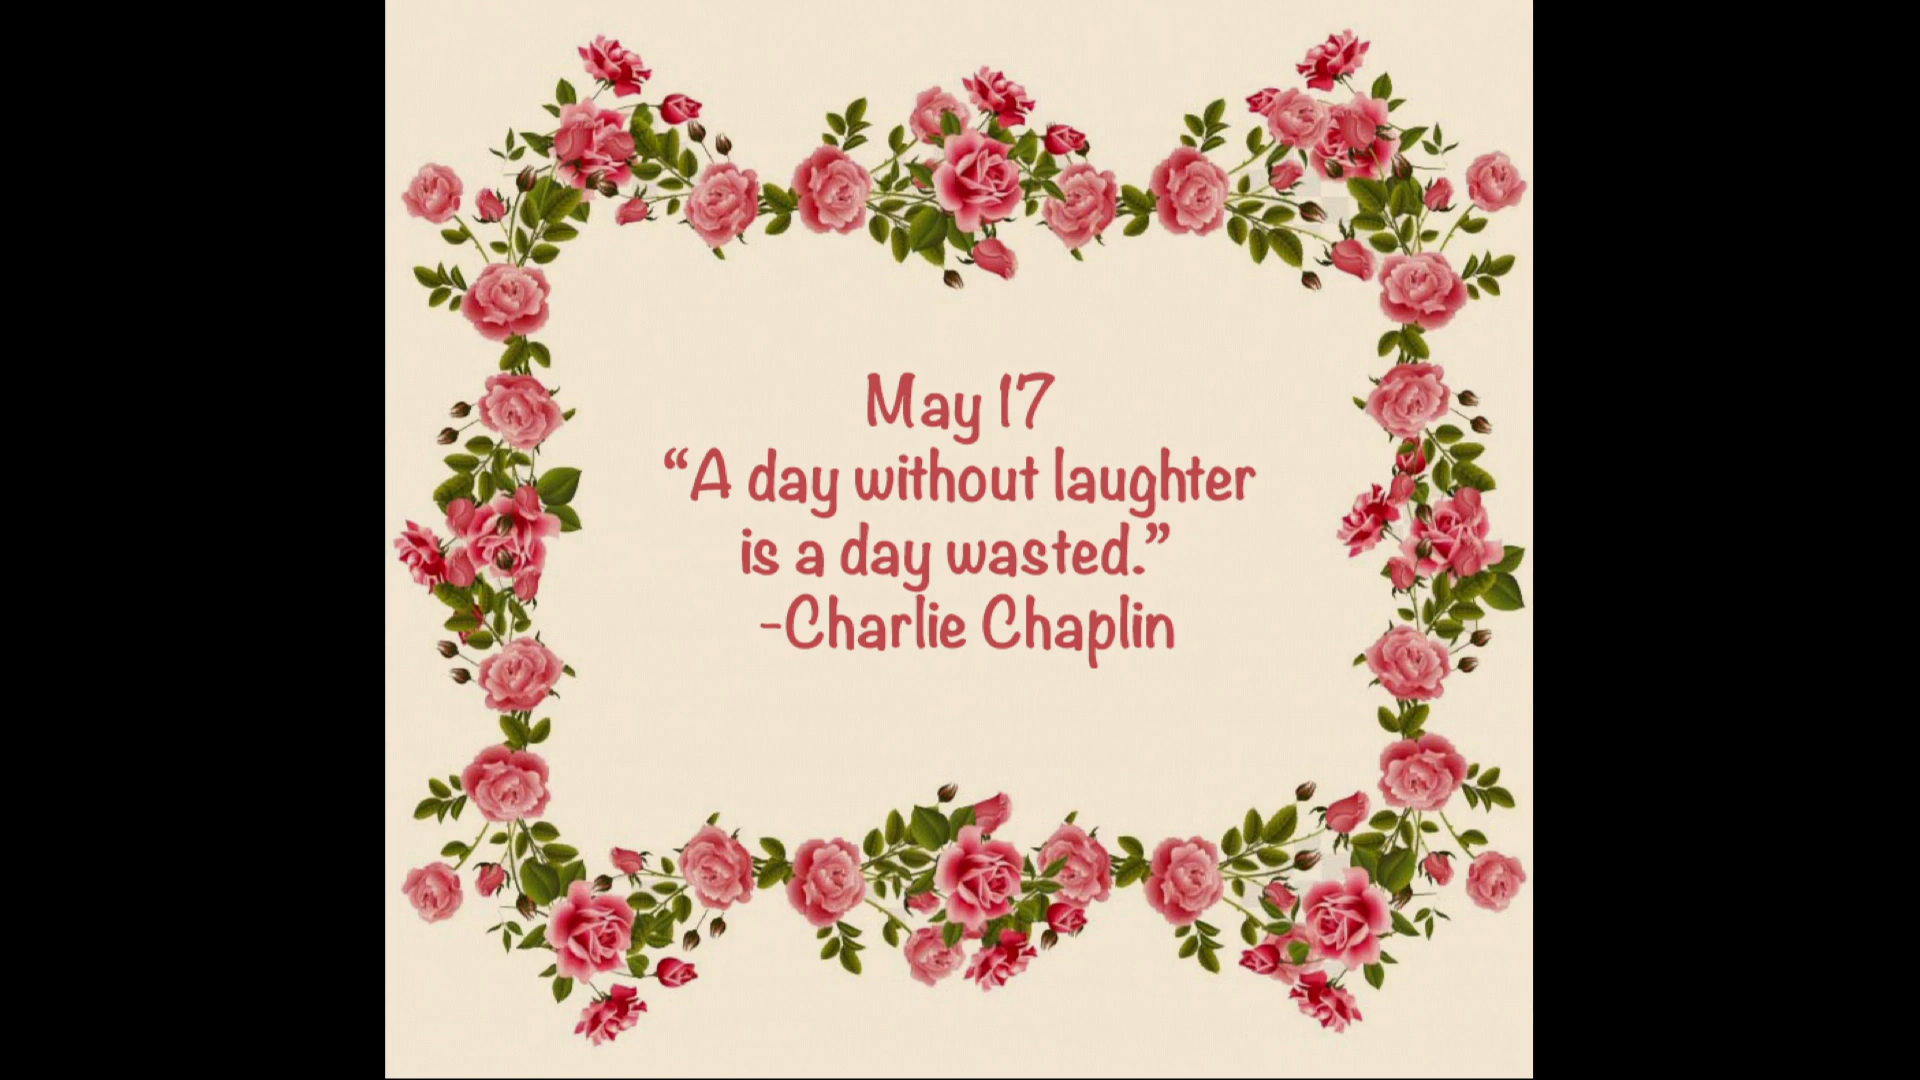 May 17
“A day without laughter
is a day wasted.”
-Charlie Chaplin